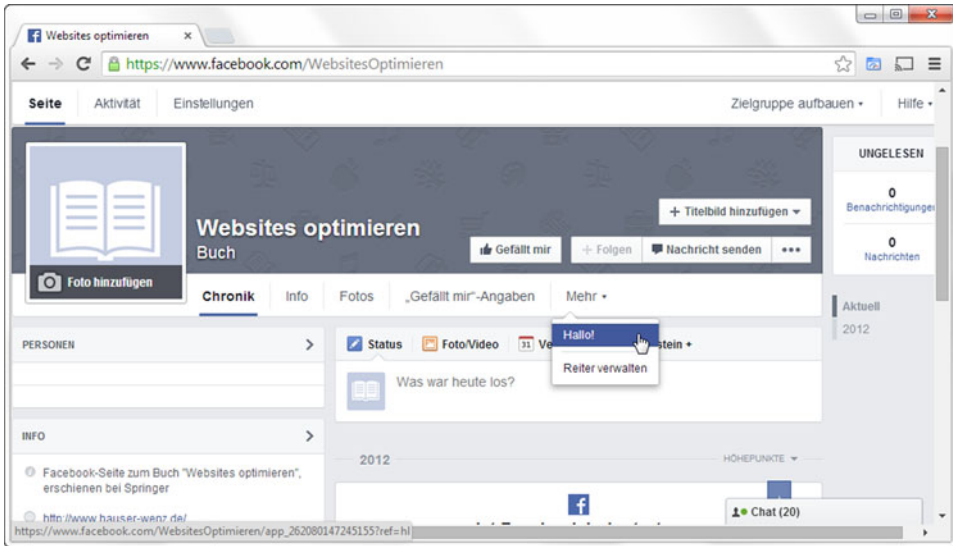 Websites optimieren
https://www.facebook.com/WebsitesOptimieren
Seite Aktivität Einstellungen Zielgruppe aufbauen Hilfe
UNGELESEN
0
Benachrichtigungen
0
Nachrichten
Titelbild hinzufügen
Websites optimieren
Buch
Gefällt mir + Folgen Nachricht senden
Foto hinzufügen
Chronik Info Fotos „Gefällt mir“-Angaben Mehr
Aktuell
2012
Hallo!
Reiter verwalten
PERSONEN
Status Foto/Video 31 Ve stein +
Was war heute los?
INFO
Facebook-Seite zum Buch "Websites optimieren",
erschienen bei Springer
http://www.hauser-wenz.de/
2012 HÖHEPUNKTE
Chat (20)
https://www.facebook.com/WebsitesOptimieren/app_262080147245155?ref=hl